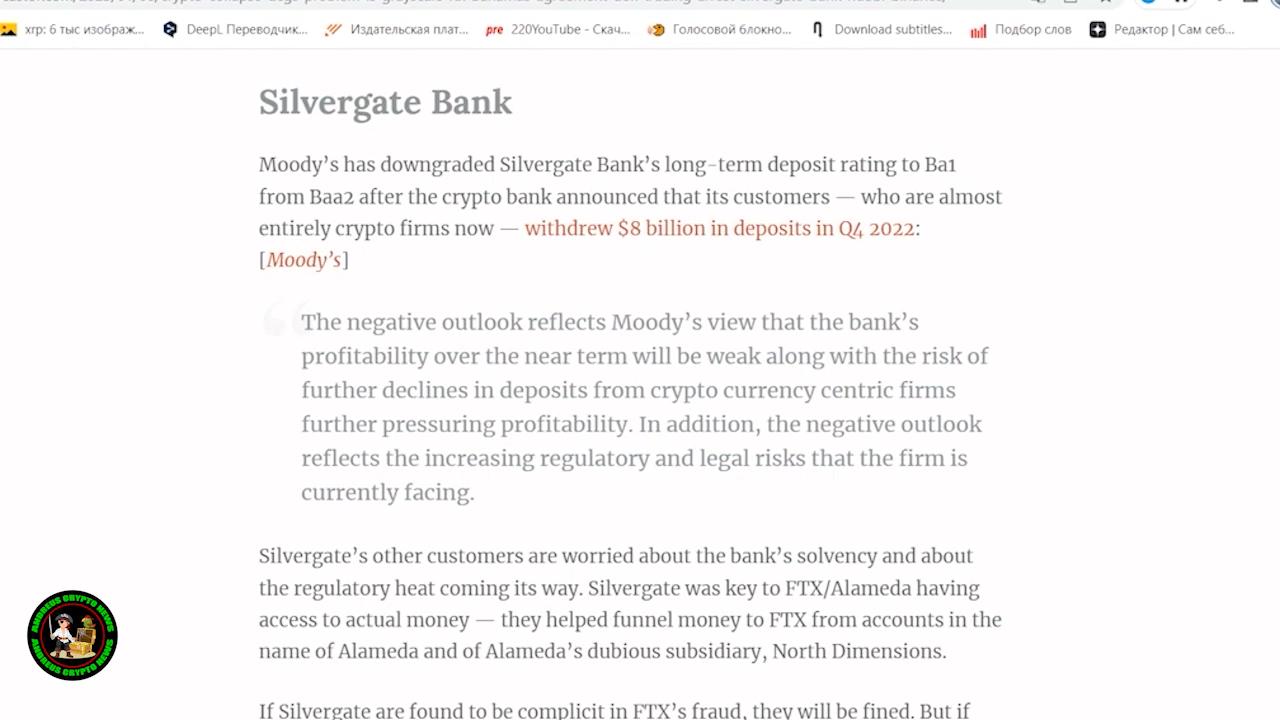 хгр: 6 тыс изображ...
DeepL Переводчик...
Издательская плат...
pre 220YouTube - Скач...
Голосовой блокно...
Download subtitles...
Подбор слов
Редактор | Сам себ...
Silvergate Bank
Moody’s has downgraded Silvergate Bank’s long-term deposit rating to Ba1
from Baa2 after the crypto bank announced that its customers — who are almost
entirely crypto firms now — withdrew $8 billion in deposits in Q4 2022:
[Moody’s]
“The negative outlook reflects Moody’s view that the bank’s
profitability over the near term will be weak along with the risk of
further declines in deposits from crypto currency centric firms
further pressuring profitability. In addition, the negative outlook
reflects the increasing regulatory and legal risks that the firm is
currently facing.
Silvergate’s other customers are worried about the bank’s solvency and about
the regulatory heat coming its way. Silvergate was key to FTX/Alameda having
access to actual money — they helped funnel money to FTX from accounts in the
name of Alameda and of Alameda’s dubious subsidiary, North Dimensions.
If Silvergate are found to be complicit in FTX’s fraud, they will be fined. But if
ANDREUS CRYPTO NEWS
ANDREUS CRYPTO NEWS